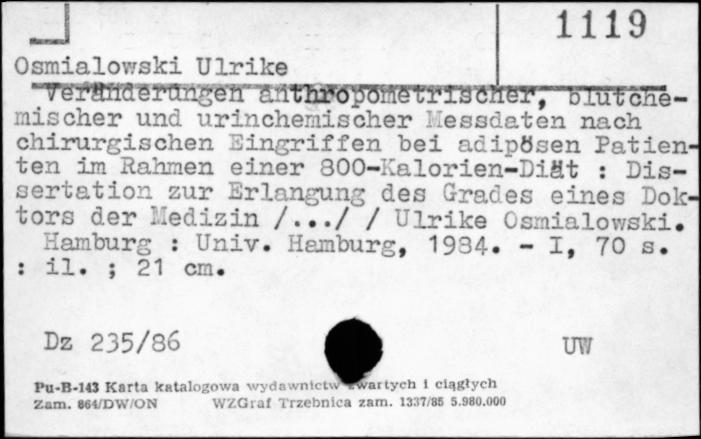 1119
Osmialowski Ulrike
Veränderungen anthropometrischer, blutche-
mischer und urinchemischer Messdaten nach
chirurgischen Eingriffen bei adipösen Patien-
ten im Rahmen einer 800-Kalorien-Diät : Dis-
sertation zur Erlangung des Grades eines Dok-
tors der Medizin /.../ / Ulrike Osmialowski.
Hamburg : Univ. Hamburg, 1984. - I, 70 s.
: il. ; 21 cm.
Dz 235/86 UW
Pu-B-143 Karta katalogowa wydawnictw zwartych i ciągłych
Zam. 864/DW/ON WZGraf Trzebnica zam. 1337/85 5.980.000